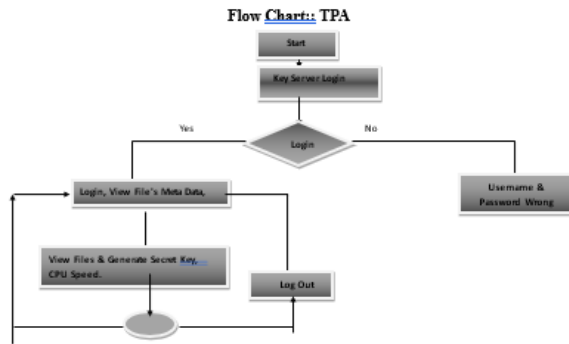 Flow Chart:: TPA
Start
Key Server Login
Yes
No
Login
Login, View File's Meta Data,
Username &
Password Wrong
View Files & Generate Secret Key,
CPU Speed.
Log Out